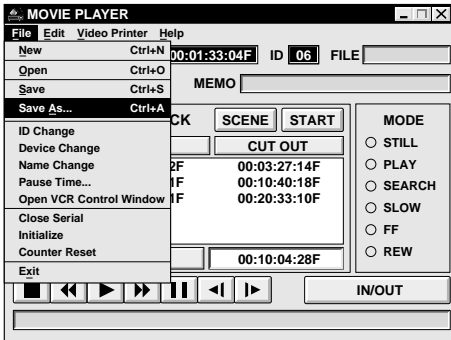 MOVIE PLAYER
File Edit Video Printer Help
New Ctrl+N
00:01:33:04F ID 06 FILE
Open Ctrl+O
Save Ctrl+S
MEMO
Save As... Ctrl+A
CK SCENE START MODE
ID Change
Device Change CUT OUT STILL
Name Change 2F 00:03:27:14F PLAY
Pause Time... 1F 00:10:40:18F SEARCH
Open VCR Control Window 1F 00:20:33:10F SLOW
Close Serial
Initialize FF
Counter Reset 00:10:04:28F REW
Exit
IN/OUT